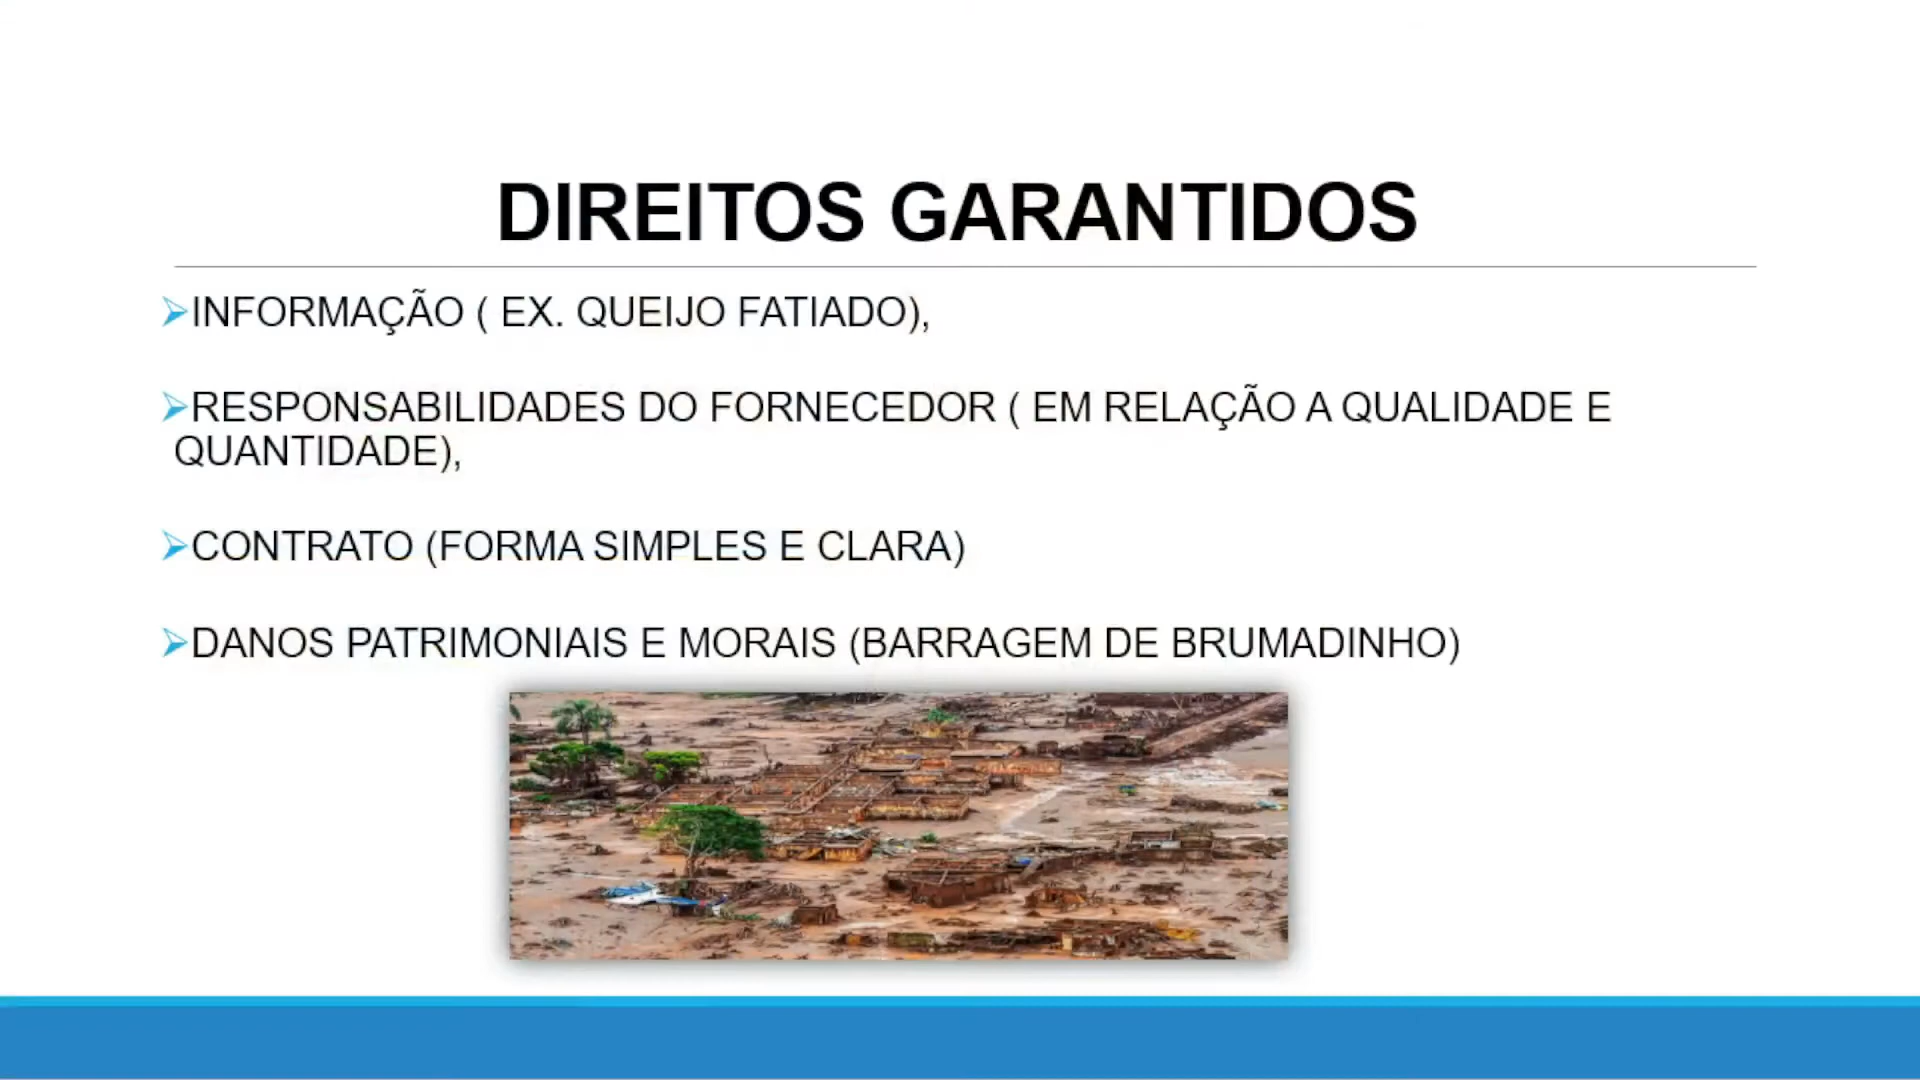 DIREITOS GARANTIDOS
INFORMAÇÃO ( EX. QUEIJO FATIADO),
RESPONSABILIDADES DO FORNECEDOR ( EM RELAÇÃO A QUALIDADE E
QUANTIDADE),
CONTRATO (FORMA SIMPLES E CLARA)
DANOS PATRIMONIAIS E MORAIS (BARRAGEM DE BRUMADINHO)